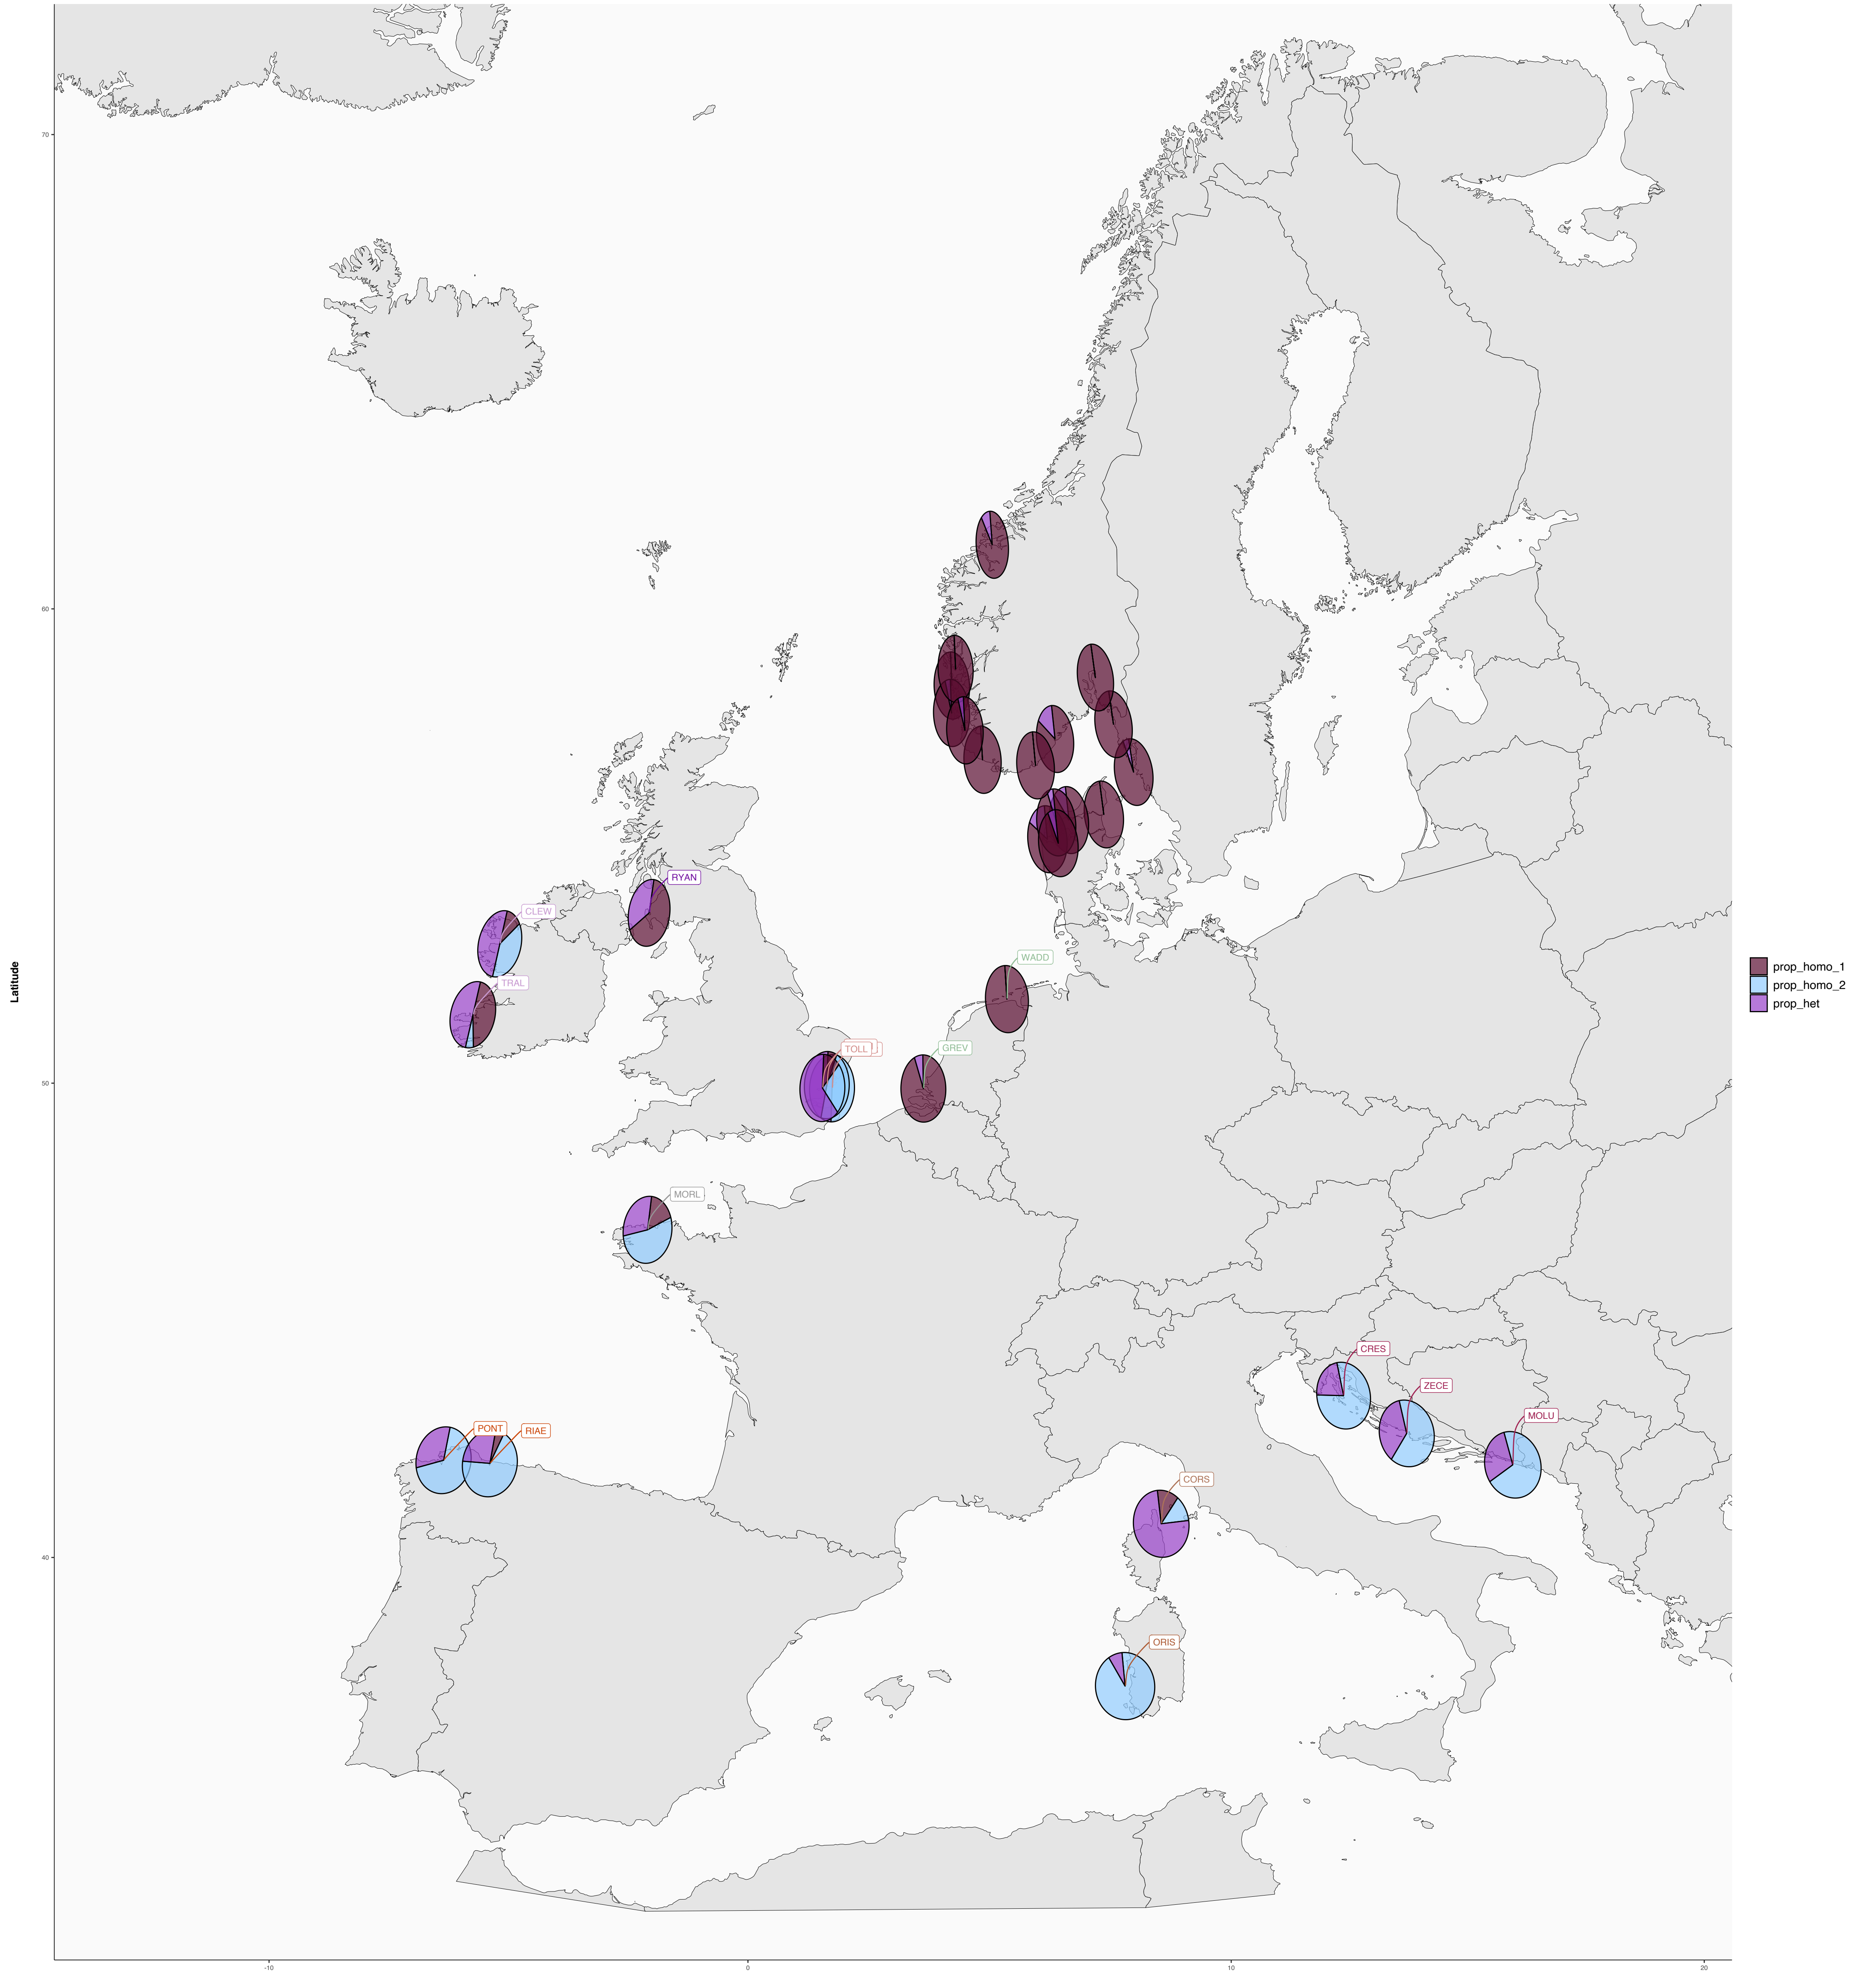 70
60
RYAN
CLEW
WADD
prop_homo_1
Latitude
TRAL
prop_homo_2
prop_het
TOLL
GREV
50
MORL
CRES
ZECE
MOLU
PONT
RIAE
CORS
40
ORIS
-10
0
10
20